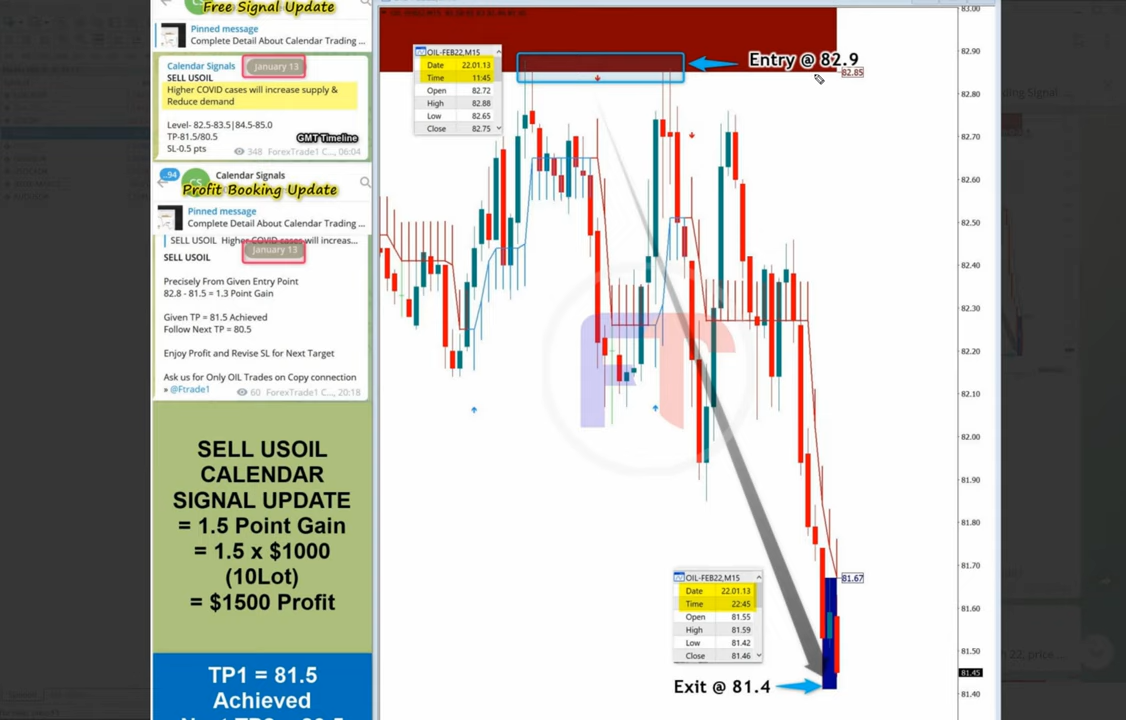 Free Signal Update
Pinned message
Complete Detail About Calendar Trading ...
Calendar Signals
January 13
SELL USOIL
Higher COVID cases will increase supply &
Reduce demand
Level- 82.5-83.5|84.5-85.0
TP-81.5/80.5
GMT Timeline
SL-0.5 pts
348 ForexTrade1 C..., 06:04
..94
Calendar Signals
Profit Booking Update
Pinned message
Complete Detail About Calendar Trading ...
SELL USOIL Higher COVID cases will increas...
January 13
SELL USOIL
Precisely From Given Entry Point
82.8 - 81.5 = 1.3 Point Gain
Given TP = 81.5 Achieved
Follow Next TP = 80.5
Enjoy Profit and Revise SL for Next Target
Ask us for Only OIL Trades on Copy connection
» @Ftrade1
60 ForexTrade1 C..., 20:18
SELL USOIL
CALENDAR
SIGNAL UPDATE
= 1.5 Point Gain
= 1.5 x $1000
(10Lot)
= $1500 Profit
TP1 = 81.5
Achieved
OIL-FEB22,M15
Date 22.01.13
Time 11:45
Open 82.72
High 82.88
Low 82.65
Close 82.75
Entry @ 82.9
82.85
FT
OIL-FEB22,M15
Date 22.01.13
Time 22:45
Open 81.55
High 81.59
Low 81.42
Close 81.46
Exit @ 81.4
81.67
83.00
82.90
82.80
82.70
82.60
82.50
82.40
82.30
82.20
82.10
82.00
81.90
81.80
81.70
81.60
81.50
81.45
81.40